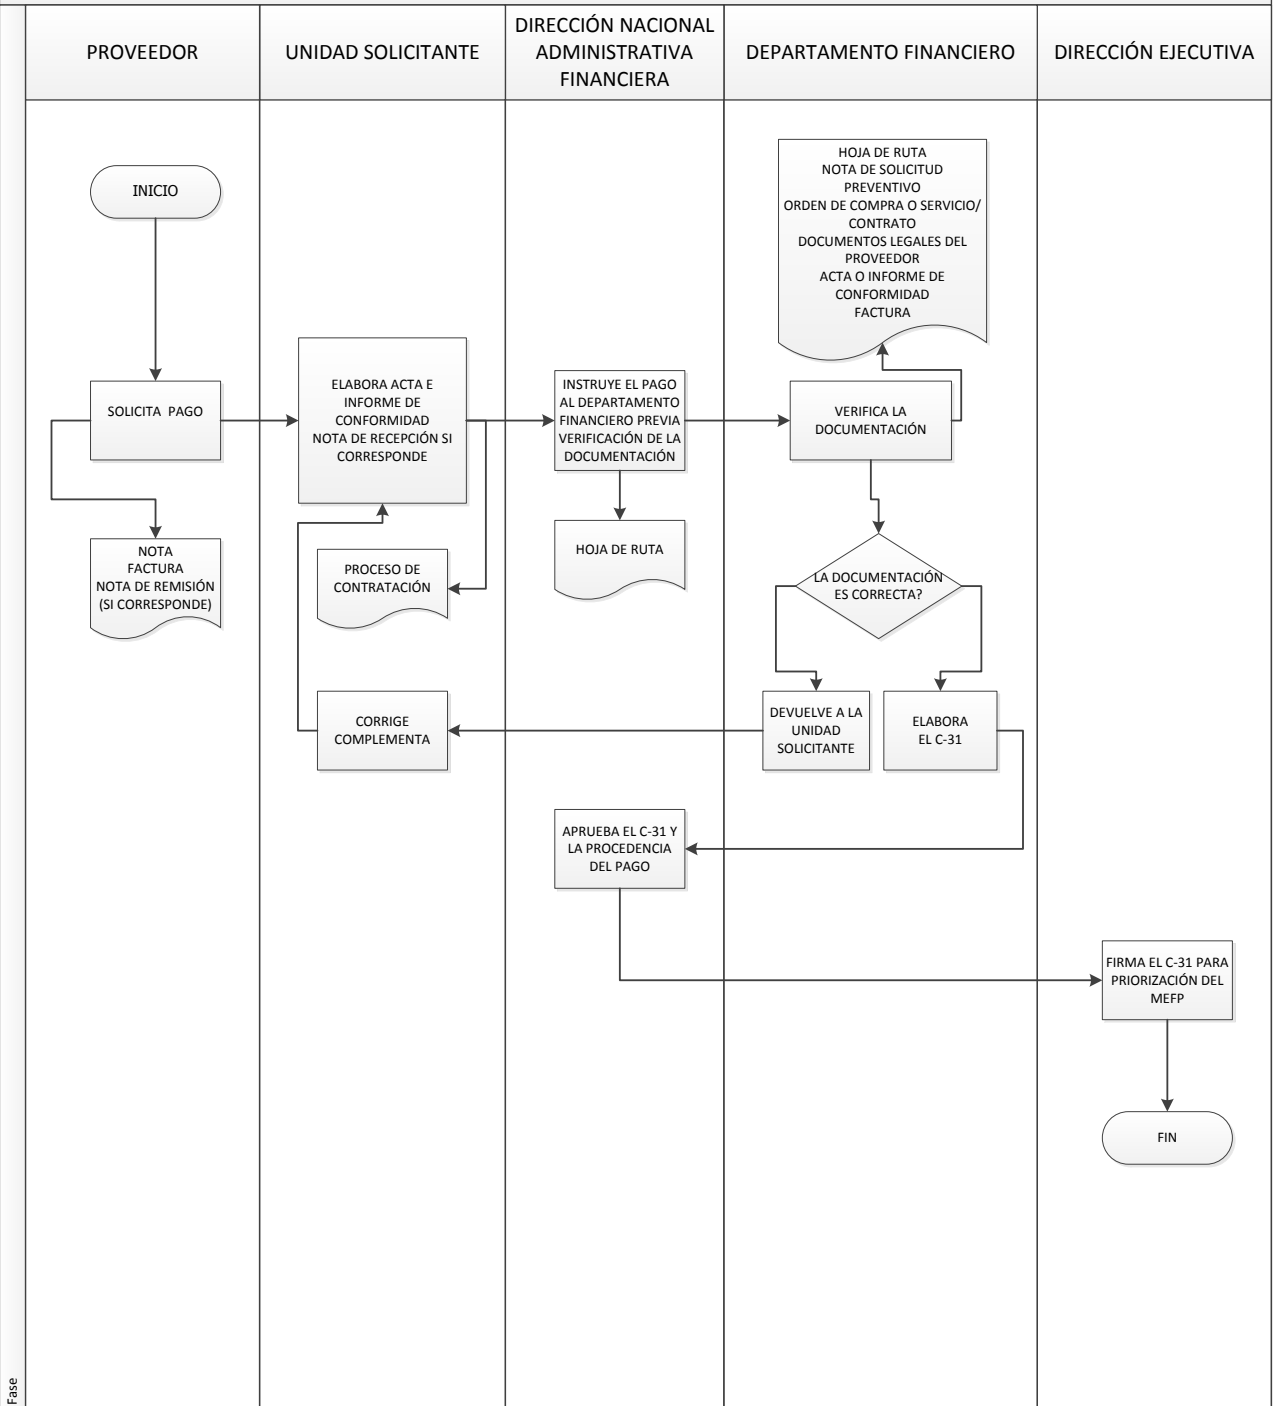 PROVEEDOR
UNIDAD SOLICITANTE
DIRECCIÓN NACIONAL
ADMINISTRATIVA
FINANCIERA
DEPARTAMENTO FINANCIERO
DIRECCIÓN EJECUTIVA
INICIO
HOJA DE RUTA
NOTA DE SOLICITUD
PREVENTIVO
ORDEN DE COMPRA O SERVICIO/
CONTRATO
DOCUMENTOS LEGALES DEL
PROVEEDOR
ACTA O INFORME DE
CONFORMIDAD
FACTURA
SOLICITA PAGO
ELABORA ACTA E
INFORME DE
CONFORMIDAD
NOTA DE RECEPCIÓN SI
CORRESPONDE
INSTRUYE EL PAGO
AL DEPARTAMENTO
FINANCIERO PREVIA
VERIFICACIÓN DE LA
DOCUMENTACIÓN
VERIFICA LA
DOCUMENTACIÓN
NOTA
FACTURA
NOTA DE REMISIÓN
(SI CORRESPONDE)
PROCESO DE
CONTRATACIÓN
HOJA DE RUTA
LA DOCUMENTACIÓN
ES CORRECTA?
CORRIGE
COMPLEMENTA
DEVUELVE A LA
UNIDAD
SOLICITANTE
ELABORA
EL C-31
APRUEBA EL C-31 Y
LA PROCEDENCIA
DEL PAGO
FIRMA EL C-31 PARA
PRIORIZACIÓN DEL
MEFP
FIN
Fase